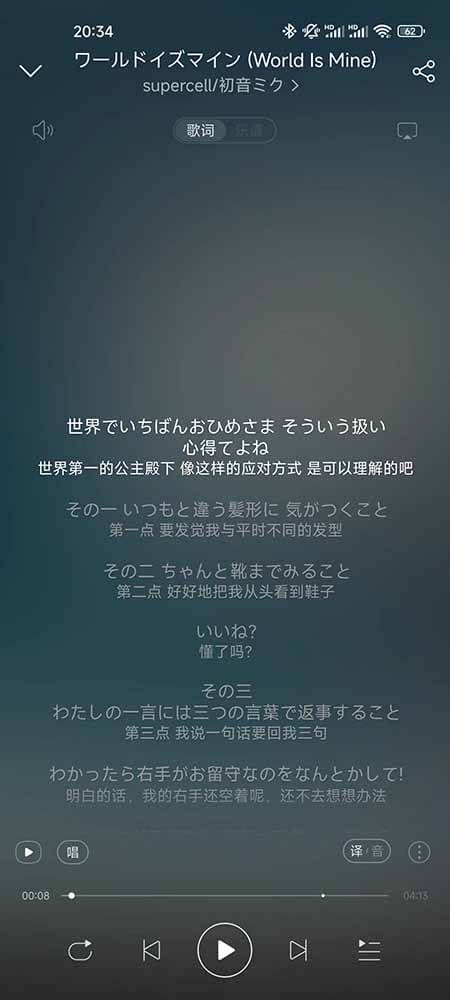 20:34
HD HD 62
ワールドイズマイン (World Is Mine)
supercell/初音ミク
歌词 乐谱
世界でいちばんおひめさま そういう扱い
心得てよね
世界第一的公主殿下 像这样的应对方式 是可以理解的吧
その一 いつもと違う髪形に 気がつくこと
第一点 要发觉我与平时不同的发型
その二 ちゃんと靴までみること
第二点 好好地把我从头看到鞋子
いいね?
懂了吗?
その三
わたしの一言には三つの言葉で返事すること
第三点 我说一句话要回我三句
わかったら右手がお留守なのをなんとかして!
明白的话，我的右手还空着呢，还不去想想办法
唱 译/音
00:08 04:13